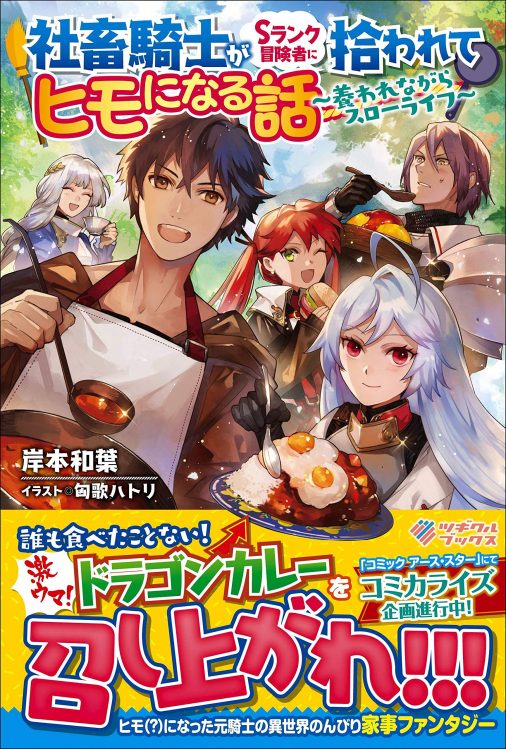 社畜騎士がSランク冒険者に拾われて
ヒモになる話
～養われながらスローライフ～
岸本和葉
イラスト◎匈歌ハトリ
ツギクルブックス
誰も食べたことない！
激ウマ！
ドラゴンカレーを
召し上がれ!!!
『コミック アース・スター』にて
コミカライズ
企画進行中！
ヒモ(?)になった元騎士の異世界のんびり家事ファンタジー